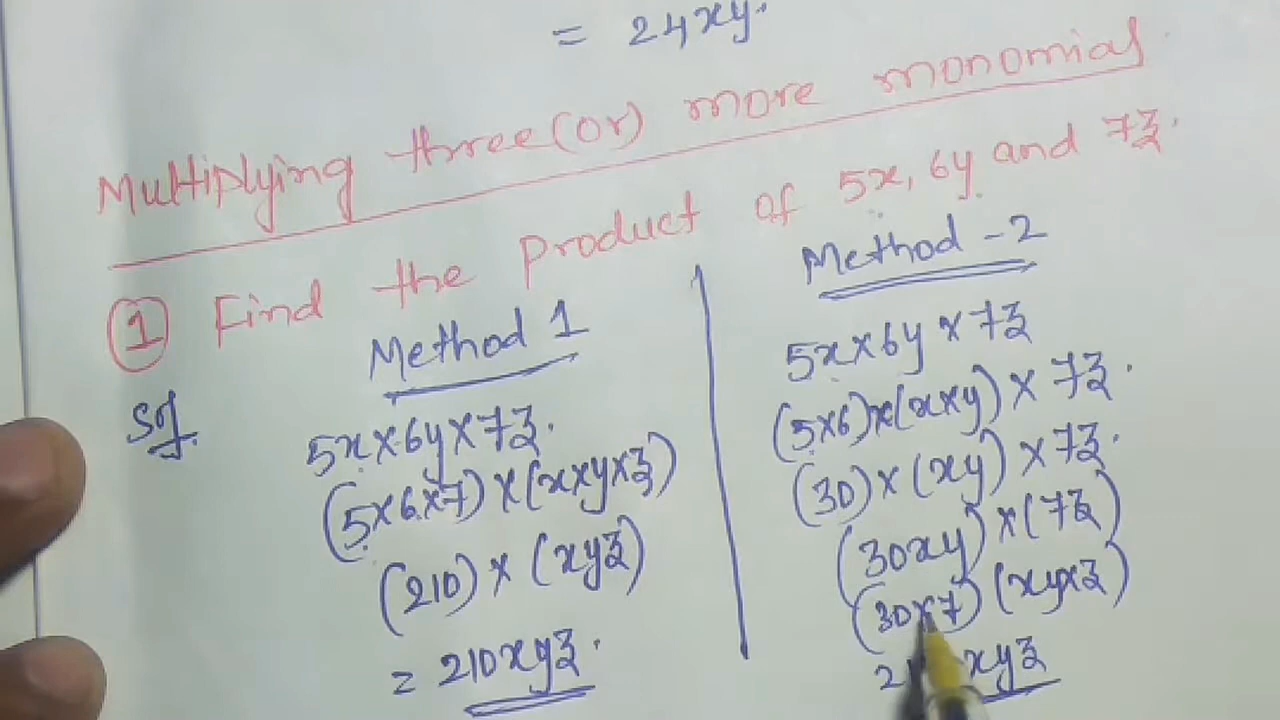 = 24xy.
Multiplying three (or) more monomials
① Find the product of 5x, 6y and 7z.
Sol.
Method 1
5x×6y×7z.
(5×6×7)×(x×y×z)
(210)×(xyz)
= 210xyz.
Method-2
5x×6y×7z
(5×6)×(x×y)×7z.
(30)×(xy)×7z.
(30xy)×(7z)
(30×7)(xy×z)
xyz